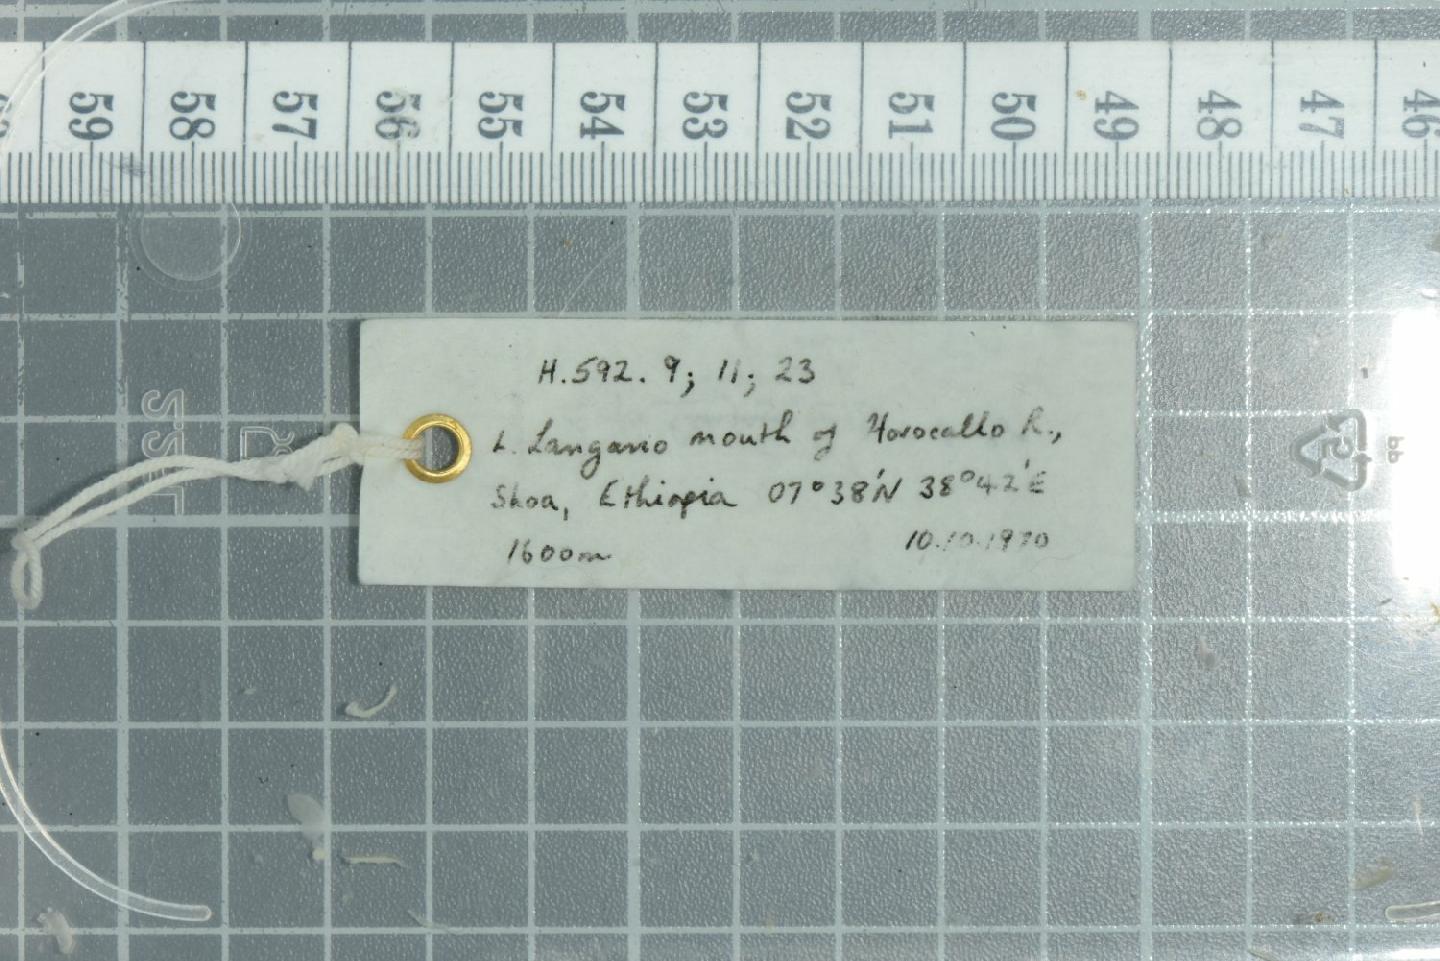 59 58 57 56 55 54 53 52 51 50 49 48 47 46
H.592. 9; 11; 23
L. Langano mouth of Horocallo R.,
Shoa, Ethiopia 07°38'N 38°42'E
1600m 10.10.1970
5